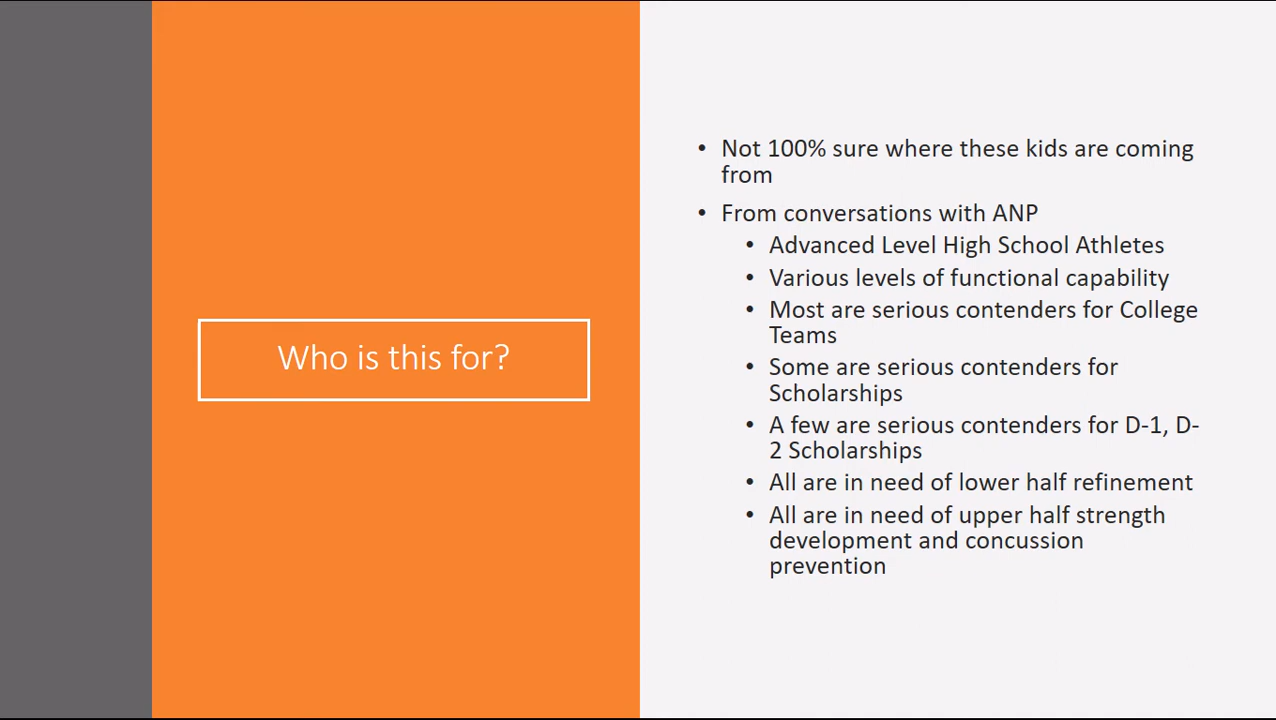 Who is this for?
• Not 100% sure where these kids are coming
from
• From conversations with ANP
• Advanced Level High School Athletes
• Various levels of functional capability
• Most are serious contenders for College
Teams
• Some are serious contenders for
Scholarships
• A few are serious contenders for D-1, D-
2 Scholarships
• All are in need of lower half refinement
• All are in need of upper half strength
development and concussion
prevention